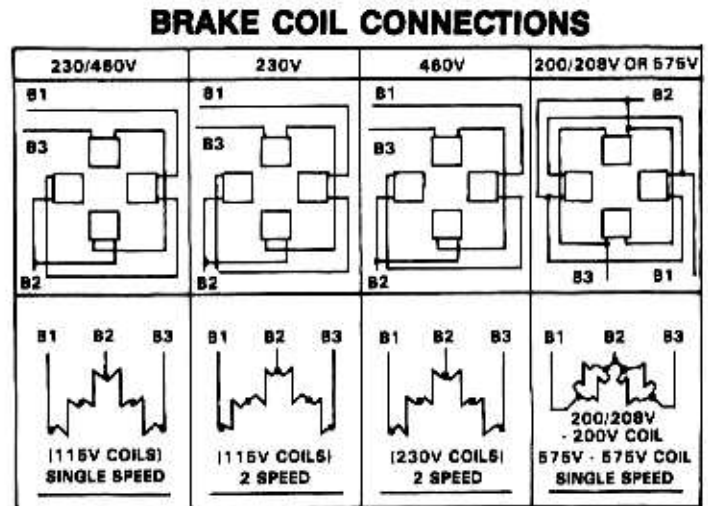 BRAKE COIL CONNECTIONS
230/460V 230V 460V 200/208V OR 575V
B1 B1 B1 B2
B3 B3 B3
B2 B2 B2 B3 B1
B1 B2 B3 B1 B2 B3 B1 B2 B3 B1 B2 B3
(115V COILS)
SINGLE SPEED
(115V COILS)
2 SPEED
(230V COILS)
2 SPEED
200/208V
- 200V COIL
575V - 575V COIL
SINGLE SPEED